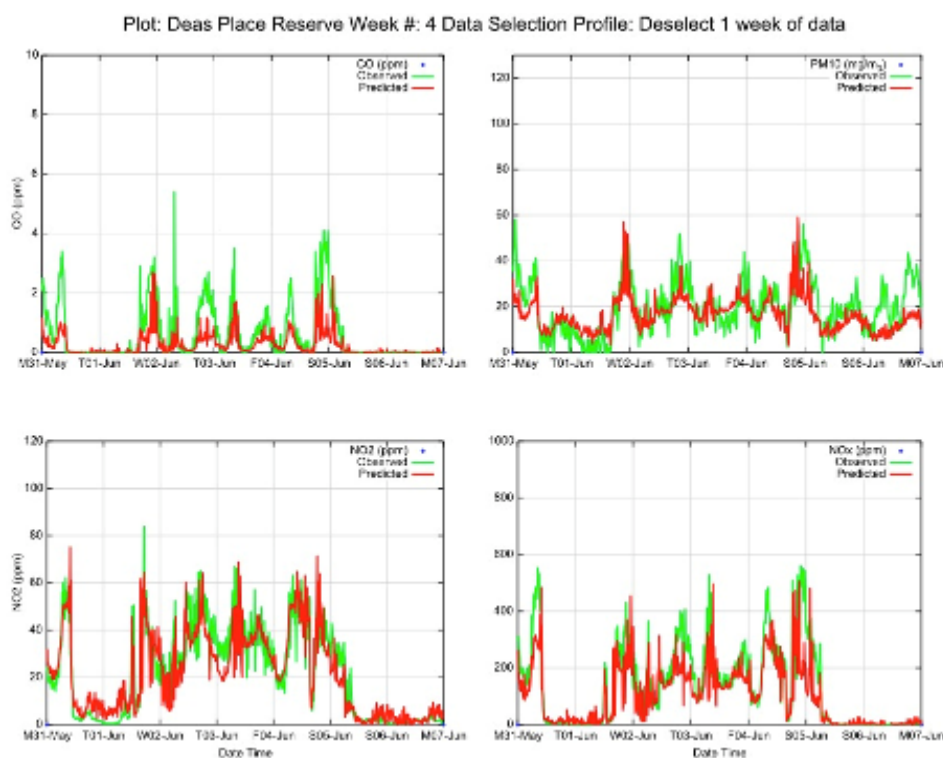 Plot: Deas Place Reserve Week #: 4 Data Selection Profile: Deselect 1 week of data
CO (ppm)
Observed
Predicted
10
8
6
4
2
0
CO (ppm)
M31-May T01-Jun W02-Jun T03-Jun F04-Jun S05-Jun S06-Jun M07-Jun
PM10 (mg/m3)
Observed
Predicted
120
100
80
60
40
20
0
M31-May T01-Jun W02-Jun T03-Jun F04-Jun S05-Jun S06-Jun M07-Jun
NO2 (ppm)
Observed
Predicted
120
100
80
60
40
20
0
NO2 (ppm)
M31-May T01-Jun W02-Jun T03-Jun F04-Jun S05-Jun S06-Jun M07-Jun
Date Time
NOx (ppm)
Observed
Predicted
1000
800
600
400
200
0
M31-May T01-Jun W02-Jun T03-Jun F04-Jun S05-Jun S06-Jun M07-Jun
Date Time